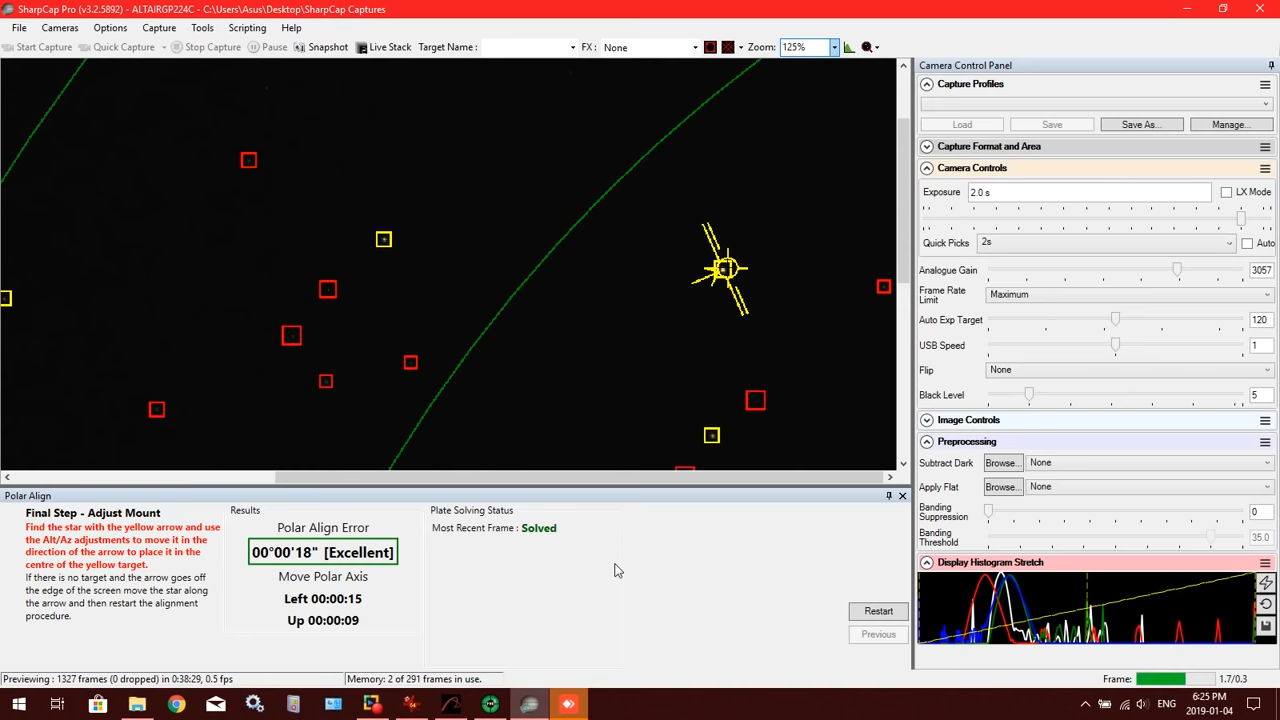 SharpCap Pro (v3.2.5892) - ALTAIRGP224C - C:\Users\Asus\Desktop\SharpCap Captures
File Cameras Options Capture Tools Scripting Help
Start Capture Quick Capture Stop Capture Pause Snapshot Live Stack Target Name : FX : None Zoom: 125%
Camera Control Panel
Capture Profiles
Load Save Save As... Manage...
Capture Format and Area
Camera Controls
Exposure 2.0 s LX Mode
Quick Picks 2s Auto
Analogue Gain 3057
Frame Rate Limit Maximum
Auto Exp Target 120
USB Speed 1
Flip None
Black Level 5
Image Controls
Preprocessing
Subtract Dark Browse... None
Apply Flat Browse... None
Banding Suppression 0
Banding Threshold 35.0
Display Histogram Stretch
Polar Align
Final Step - Adjust Mount
Find the star with the yellow arrow and use
the Alt/Az adjustments to move it in the
direction of the arrow to place it in the
centre of the yellow target.
If there is no target and the arrow goes off
the edge of the screen move the star along
the arrow and then restart the alignment
procedure.
Results
Polar Align Error
00°00'18" [Excellent]
Move Polar Axis
Left 00:00:15
Up 00:00:09
Plate Solving Status
Most Recent Frame : Solved
Restart
Previous
Previewing : 1327 frames (0 dropped) in 0:38:29, 0.5 fps
Memory: 2 of 291 frames in use.
Frame: 1.7/0.3
ENG
6:25 PM
2019-01-04